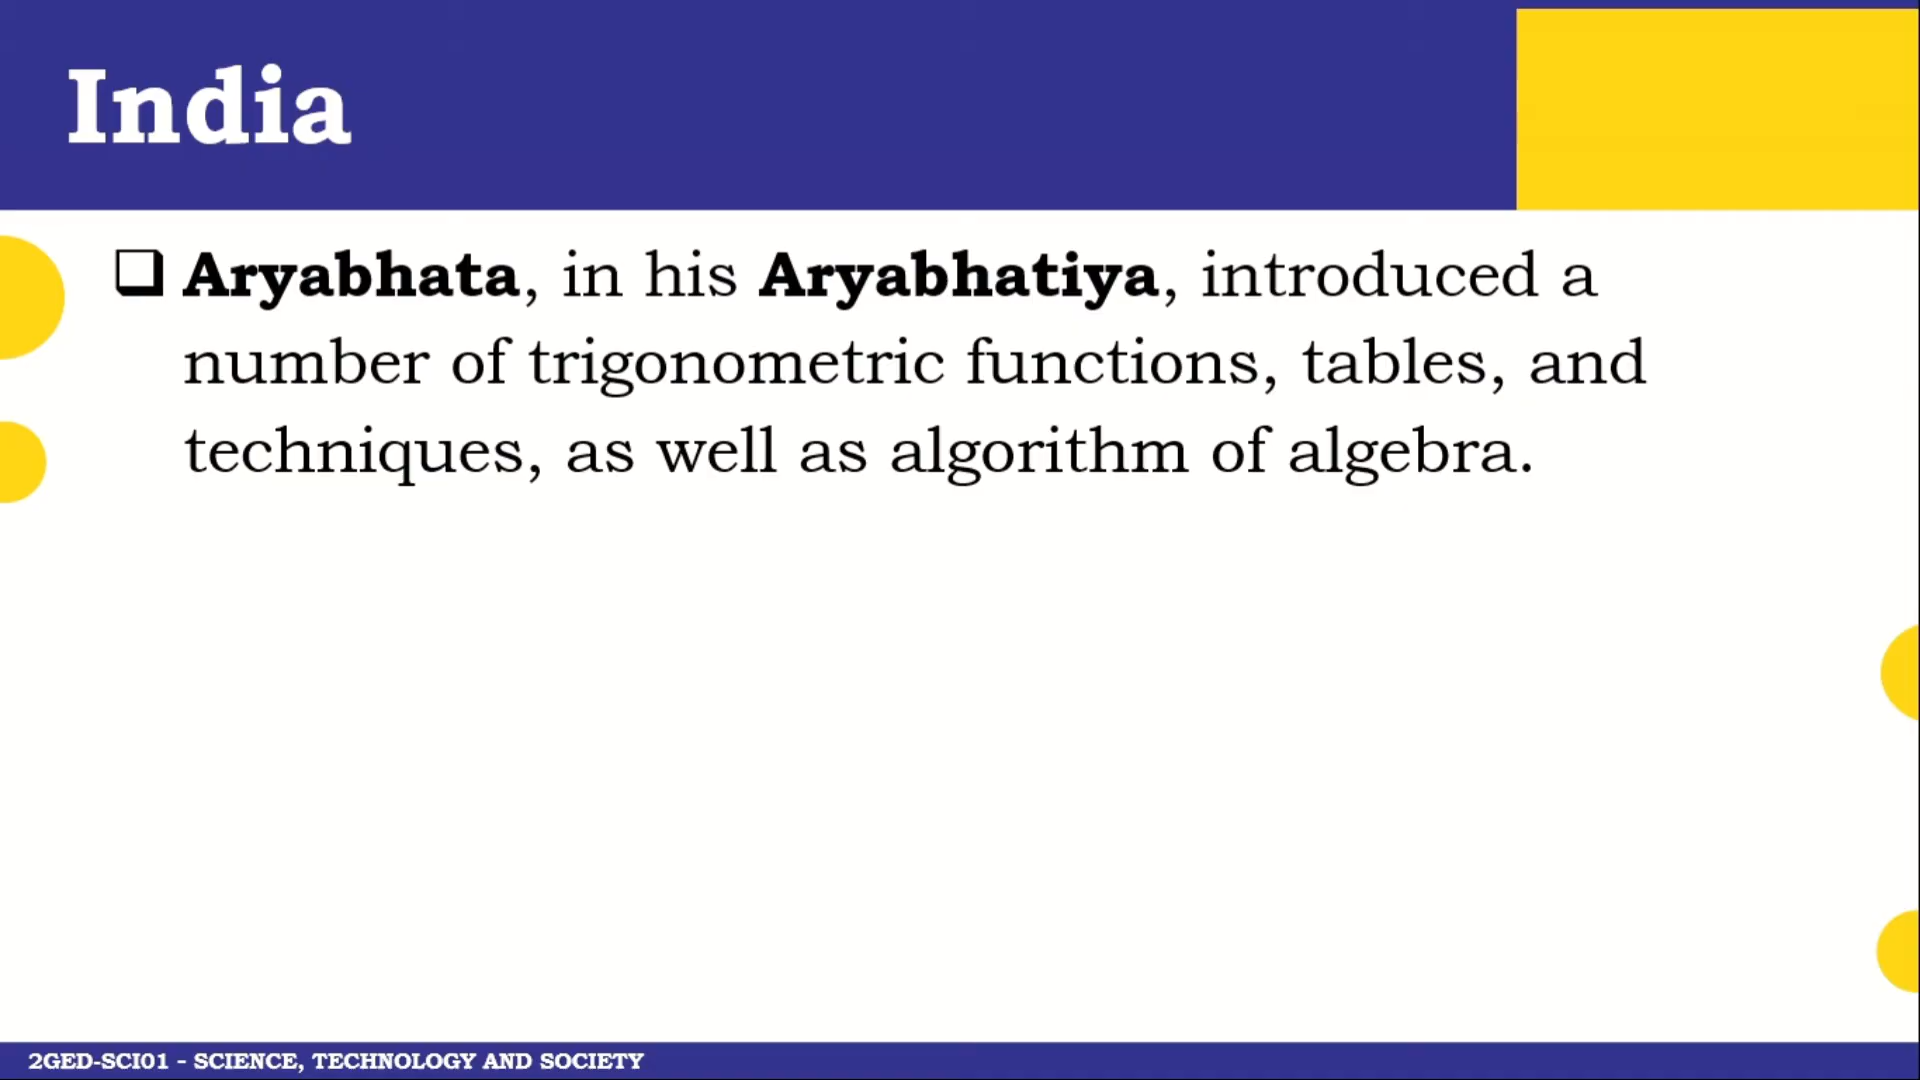 India
❑ Aryabhata, in his Aryabhatiya, introduced a
number of trigonometric functions, tables, and
techniques, as well as algorithm of algebra.
2GED-SCI01 - SCIENCE, TECHNOLOGY AND SOCIETY